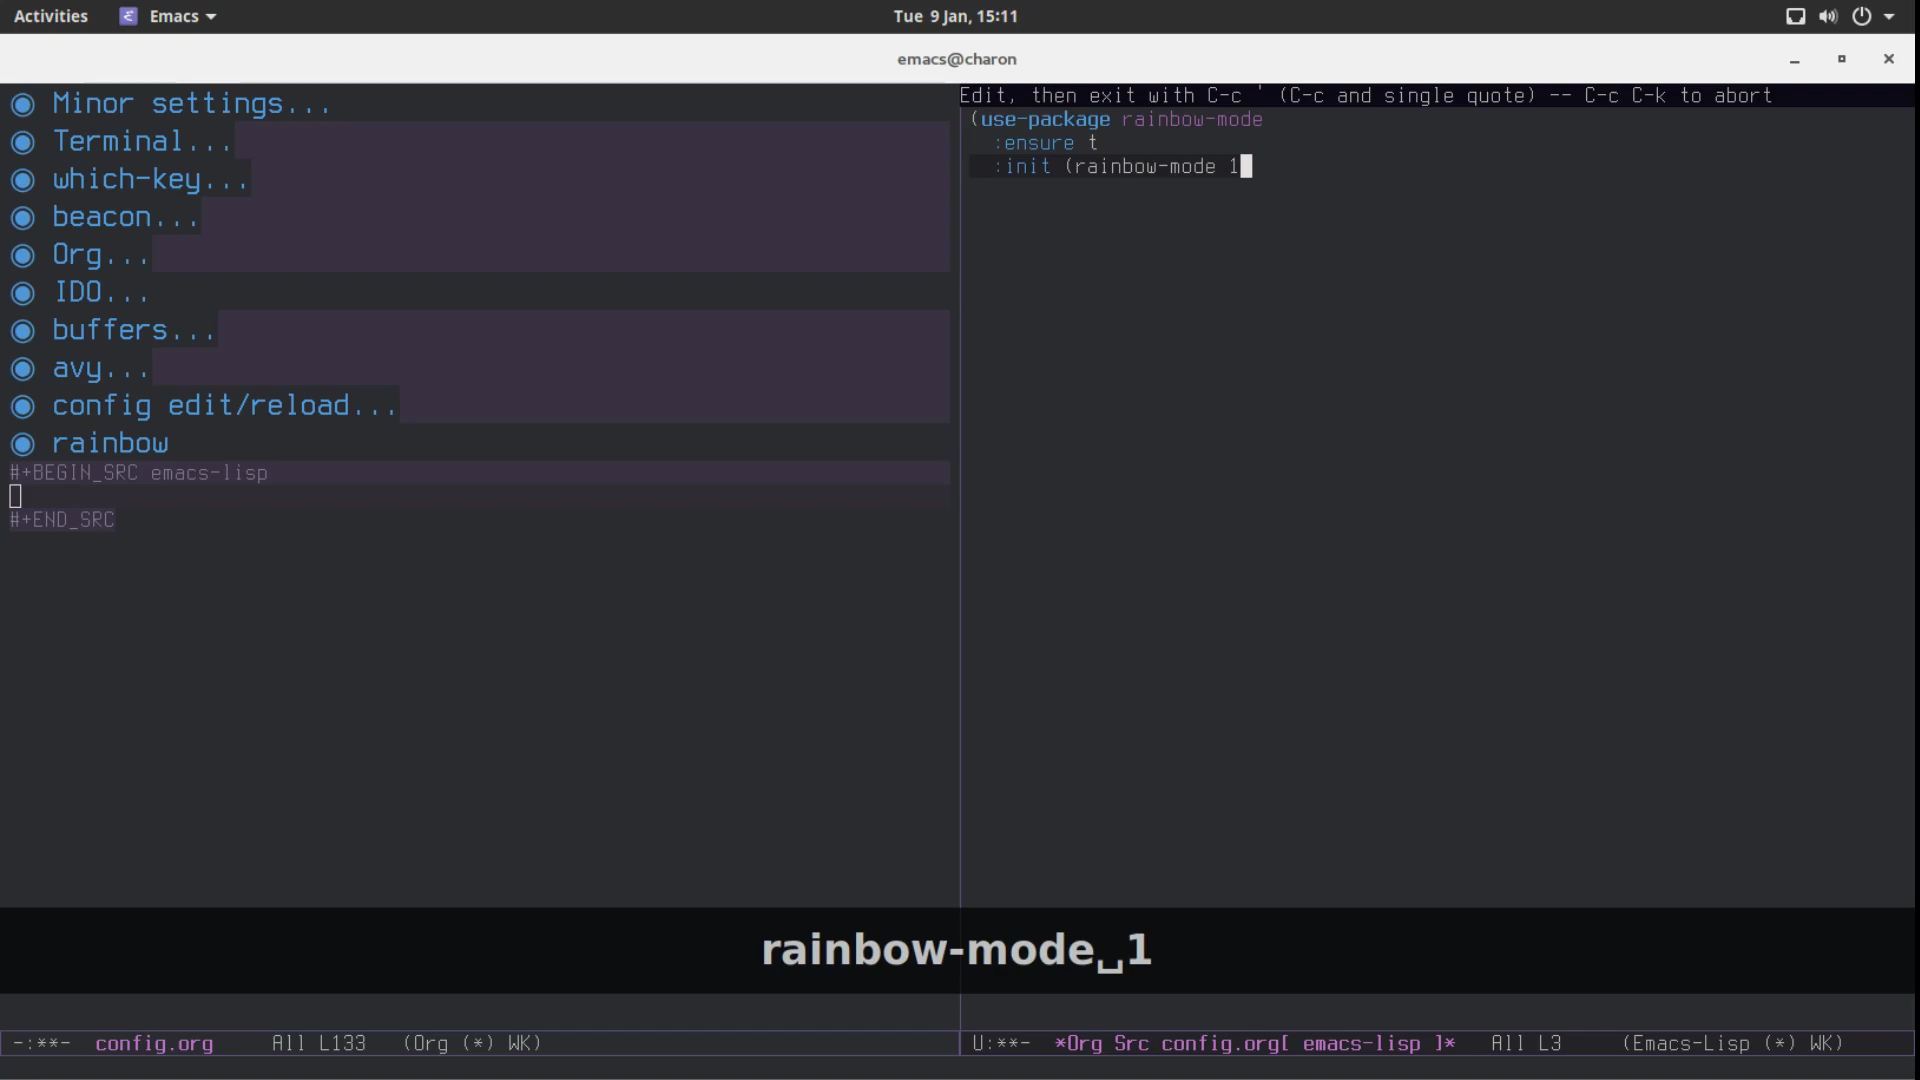 Activities Emacs Tue 9 Jan, 15:11
emacs@charon
Minor settings...
Terminal...
which-key...
beacon...
Org...
IDO...
buffers...
avy...
config edit/reload...
rainbow
#+BEGIN_SRC emacs-lisp
#+END_SRC
Edit, then exit with C-c ' (C-c and single quote) -- C-c C-k to abort
(use-package rainbow-mode
  :ensure t
  :init (rainbow-mode 1
rainbow-mode␣1
-:**-  config.org     All L133   (Org (*) WK)
U:**-  *Org Src config.org[ emacs-lisp ]*   All L3     (Emacs-Lisp (*) WK)